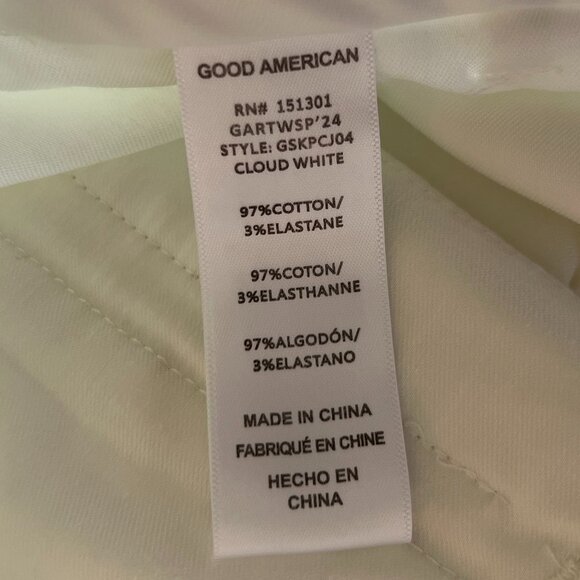 GOOD AMERICAN
RN# 151301
GARTWSP'24
STYLE: GSKPCJ04
CLOUD WHITE
97%COTTON/
3%ELASTANE
97%COTON/
3%ELASTHANNE
97%ALGODÓN/
3%ELASTANO
MADE IN CHINA
FABRIQUÉ EN CHINE
HECHO EN
CHINA